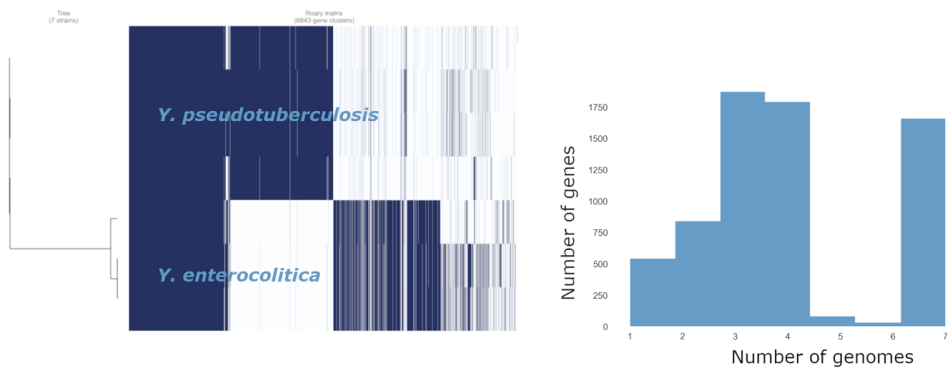 Tree
(7 strains)
Roary matrix
(6843 gene clusters)
Y. pseudotuberculosis
Y. enterocolitica
Number of genes
1750
1500
1250
1000
750
500
250
0
1 2 3 4 5 6 7
Number of genomes